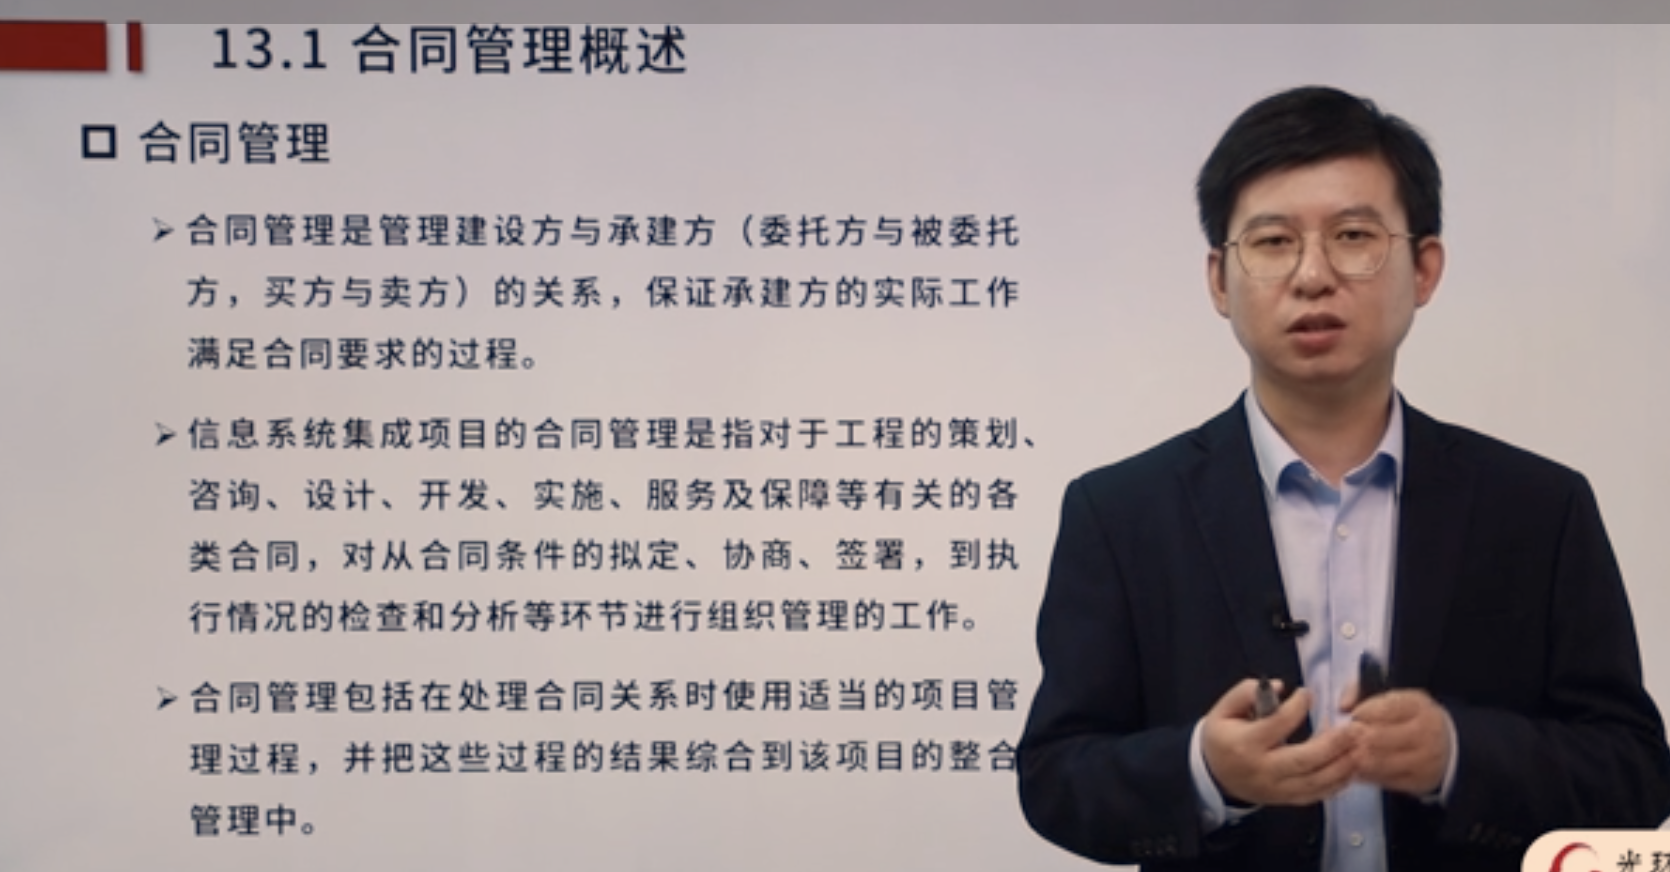 13.1 合同管理概述
合同管理
合同管理是管理建设方与承建方（委托方与被委托
方，买方与卖方）的关系，保证承建方的实际工作
满足合同要求的过程。
信息系统集成项目的合同管理是指对于工程的策划、
咨询、设计、开发、实施、服务及保障等有关的各
类合同，对从合同条件的拟定、协商、签署，到执
行情况的检查和分析等环节进行组织管理的工作。
合同管理包括在处理合同关系时使用适当的项目管
理过程，并把这些过程的结果综合到该项目的整合
管理中。
光环